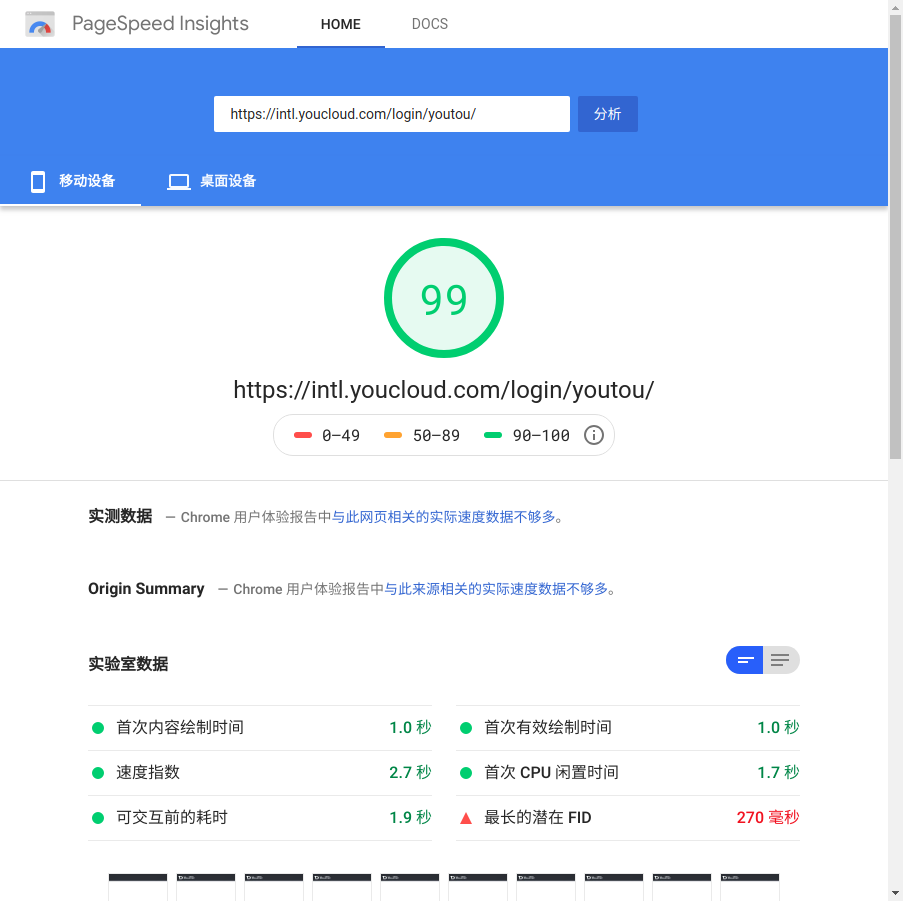 PageSpeed Insights HOME DOCS
https://intl.youcloud.com/login/youtou/ 分析
移动设备 桌面设备
99
https://intl.youcloud.com/login/youtou/
0–49 50–89 90–100
实测数据 — Chrome 用户体验报告中与此网页相关的实际速度数据不够多。
Origin Summary — Chrome 用户体验报告中与此来源相关的实际速度数据不够多。
实验室数据
首次内容绘制时间 1.0 秒 首次有效绘制时间 1.0 秒
速度指数 2.7 秒 首次 CPU 闲置时间 1.7 秒
可交互前的耗时 1.9 秒 最长的潜在 FID 270 毫秒